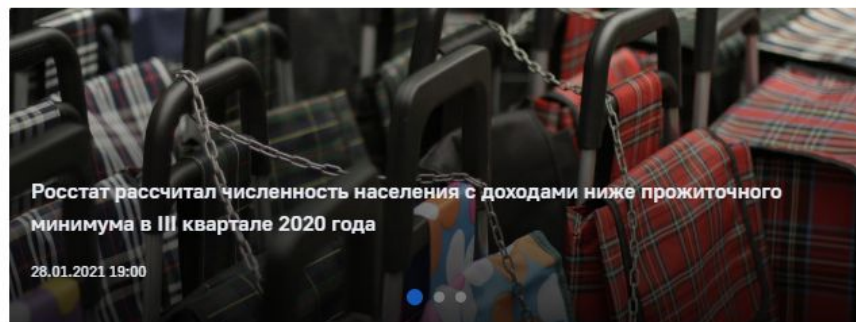 Росстат рассчитал численность населения с доходами ниже прожиточного
минимума в III квартале 2020 года
28.01.2021 19:00